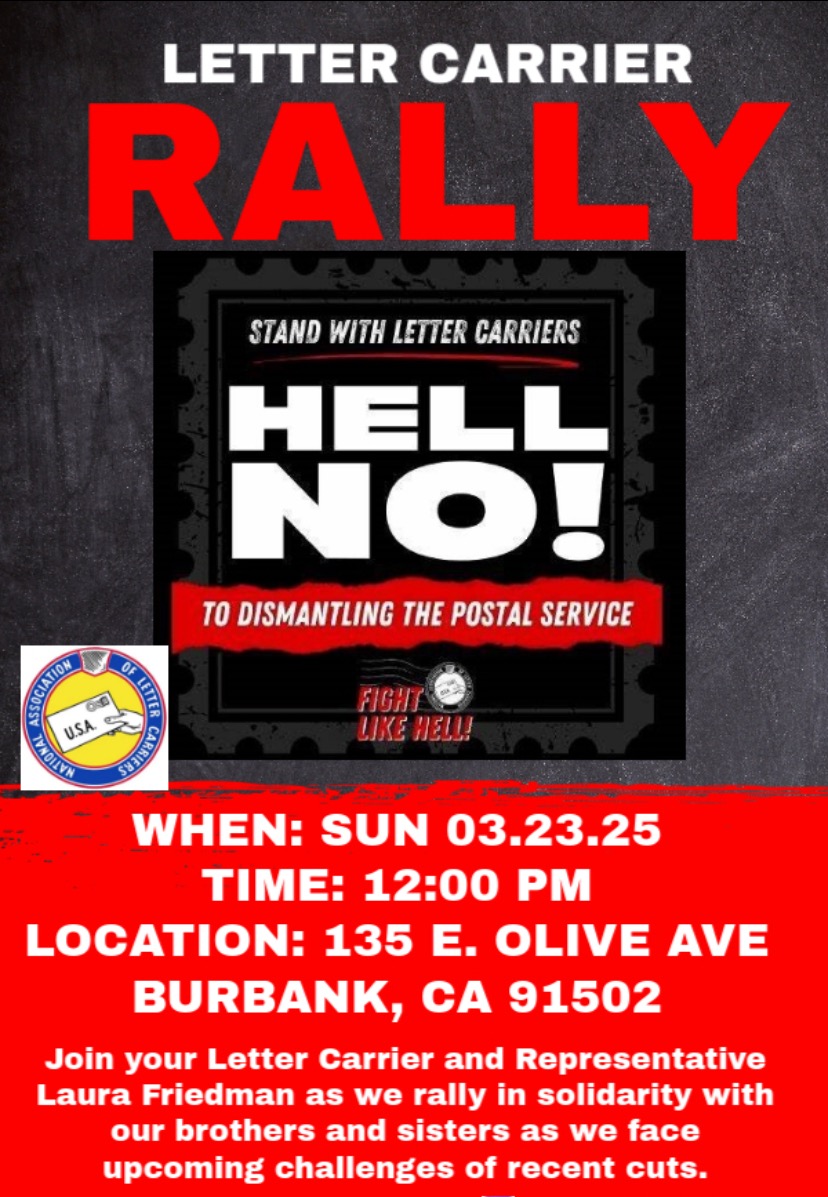 LETTER CARRIER
RALLY
STAND WITH LETTER CARRIERS
HELL
NO!
TO DISMANTLING THE POSTAL SERVICE
FIGHT
LIKE HELL!
NATIONAL ASSOCIATION OF LETTER CARRIERS
U.S.A.
WHEN: SUN 03.23.25
TIME: 12:00 PM
LOCATION: 135 E. OLIVE AVE
BURBANK, CA 91502
Join your Letter Carrier and Representative
Laura Friedman as we rally in solidarity with
our brothers and sisters as we face
upcoming challenges of recent cuts.